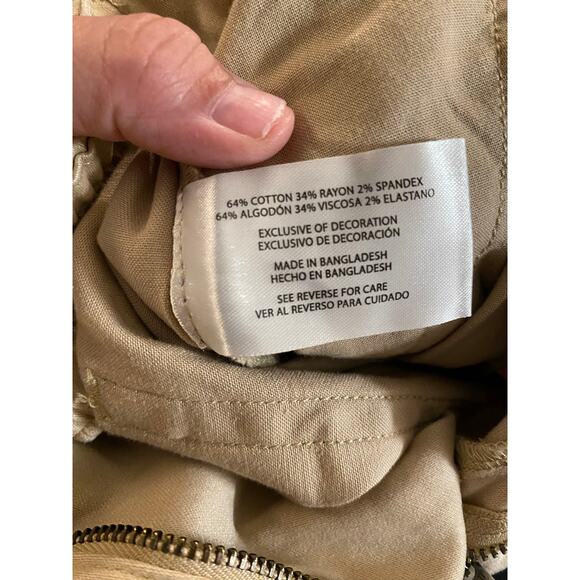 64% COTTON 34% RAYON 2% SPANDEX
64% ALGODÓN 34% VISCOSA 2% ELASTANO
EXCLUSIVE OF DECORATION
EXCLUSIVO DE DECORACIÓN
MADE IN BANGLADESH
HECHO EN BANGLADESH
SEE REVERSE FOR CARE
VER AL REVERSO PARA CUIDADO